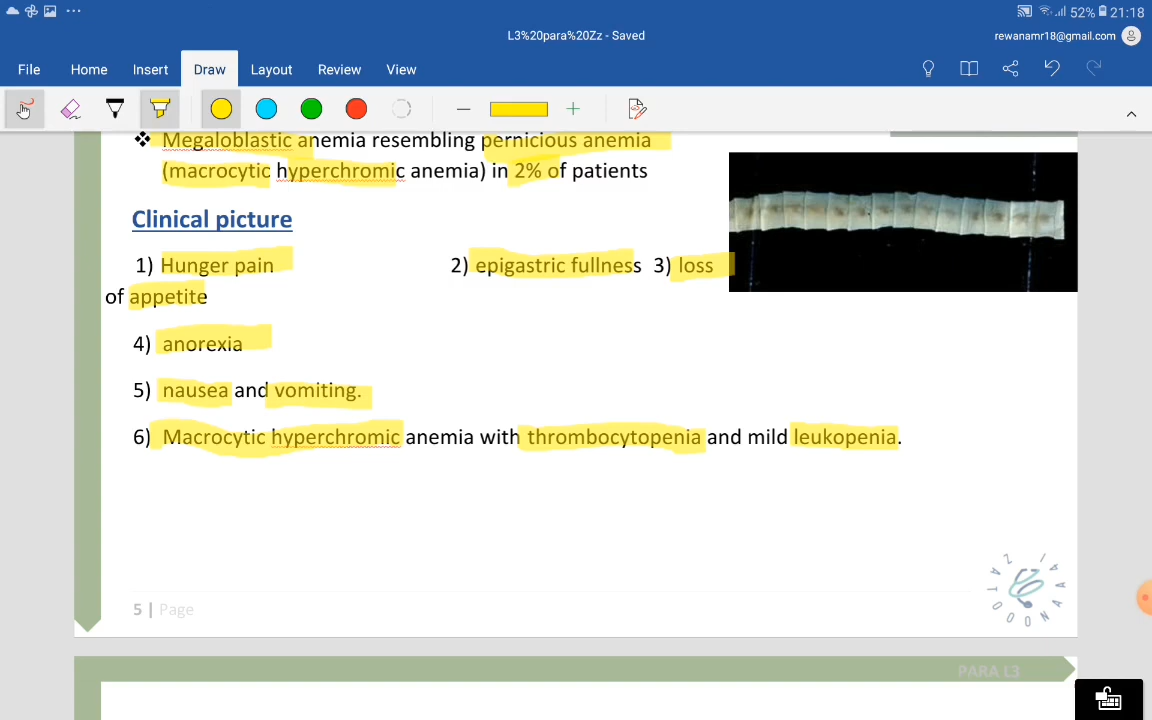 52% 21:18
L3%20para%20Zz - Saved
rewanamr18@gmail.com
File Home Insert Draw Layout Review View
❖ Megaloblastic anemia resembling pernicious anemia
(macrocytic hyperchromic anemia) in 2% of patients
Clinical picture
1) Hunger pain 2) epigastric fullness 3) loss
of appetite
4) anorexia
5) nausea and vomiting.
6) Macrocytic hyperchromic anemia with thrombocytopenia and mild leukopenia.
5 | Page
PARA L3